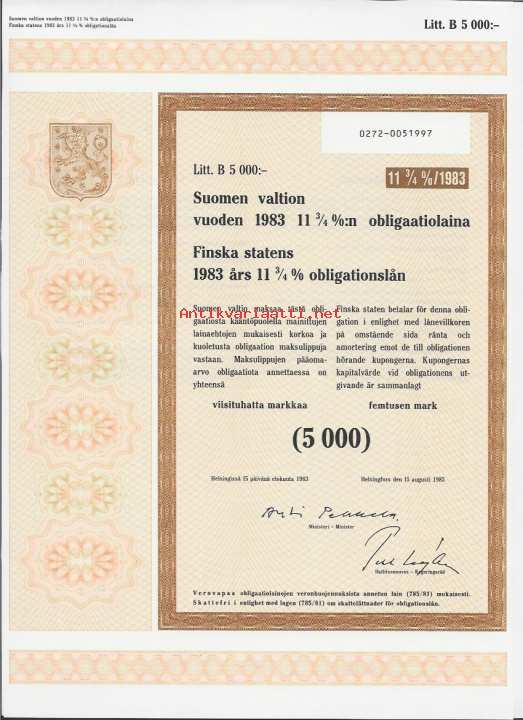 Suomen valtion vuoden 1983 11 ¾ %:n obligaatiolaina
Finska statens 1983 års 11 ¾ % obligationslån
Litt. B 5 000:–
0272-0051997
Litt. B 5 000:–
11 ¾ %/1983
Suomen valtion
vuoden 1983 11 ¾ %:n obligaatiolaina
Finska statens
1983 års 11 ¾ % obligationslån
Antikvariaatti.net
Suomen valtio maksaa tästä obli-
gaatiosta kääntöpuolella mainittujen
lainaehtojen mukaisesti korkoa ja
kuoletusta obligaation maksulippuja
vastaan. Maksulippujen pääoma-
arvo obligaatiota annettaessa on
yhteensä
Finska staten betalar för denna obli-
gation i enlighet med lånevillkoren
på omstående sida ränta och
amortering emot de till obligationen
hörande kupongerna. Kupongernas
kapitalvärde vid obligationens ut-
givande är sammanlagt
viisituhatta markkaa
femtusen mark
(5 000)
Helsingissä 15 päivänä elokuuta 1983
Helsingfors den 15 augusti 1983
Ministeri - Minister
Hallitusneuvos - Regeringsråd
Verovapaa obligaatiolainojen veronhuojennuksista annetun lain (785/81) mukaisesti.
Skattefri i enlighet med lagen (785/81) om skattelättnader för obligationslån.